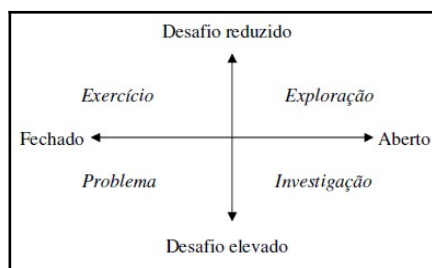 Desafio reduzido
Exercício Exploração
Fechado Aberto
Problema Investigação
Desafio elevado